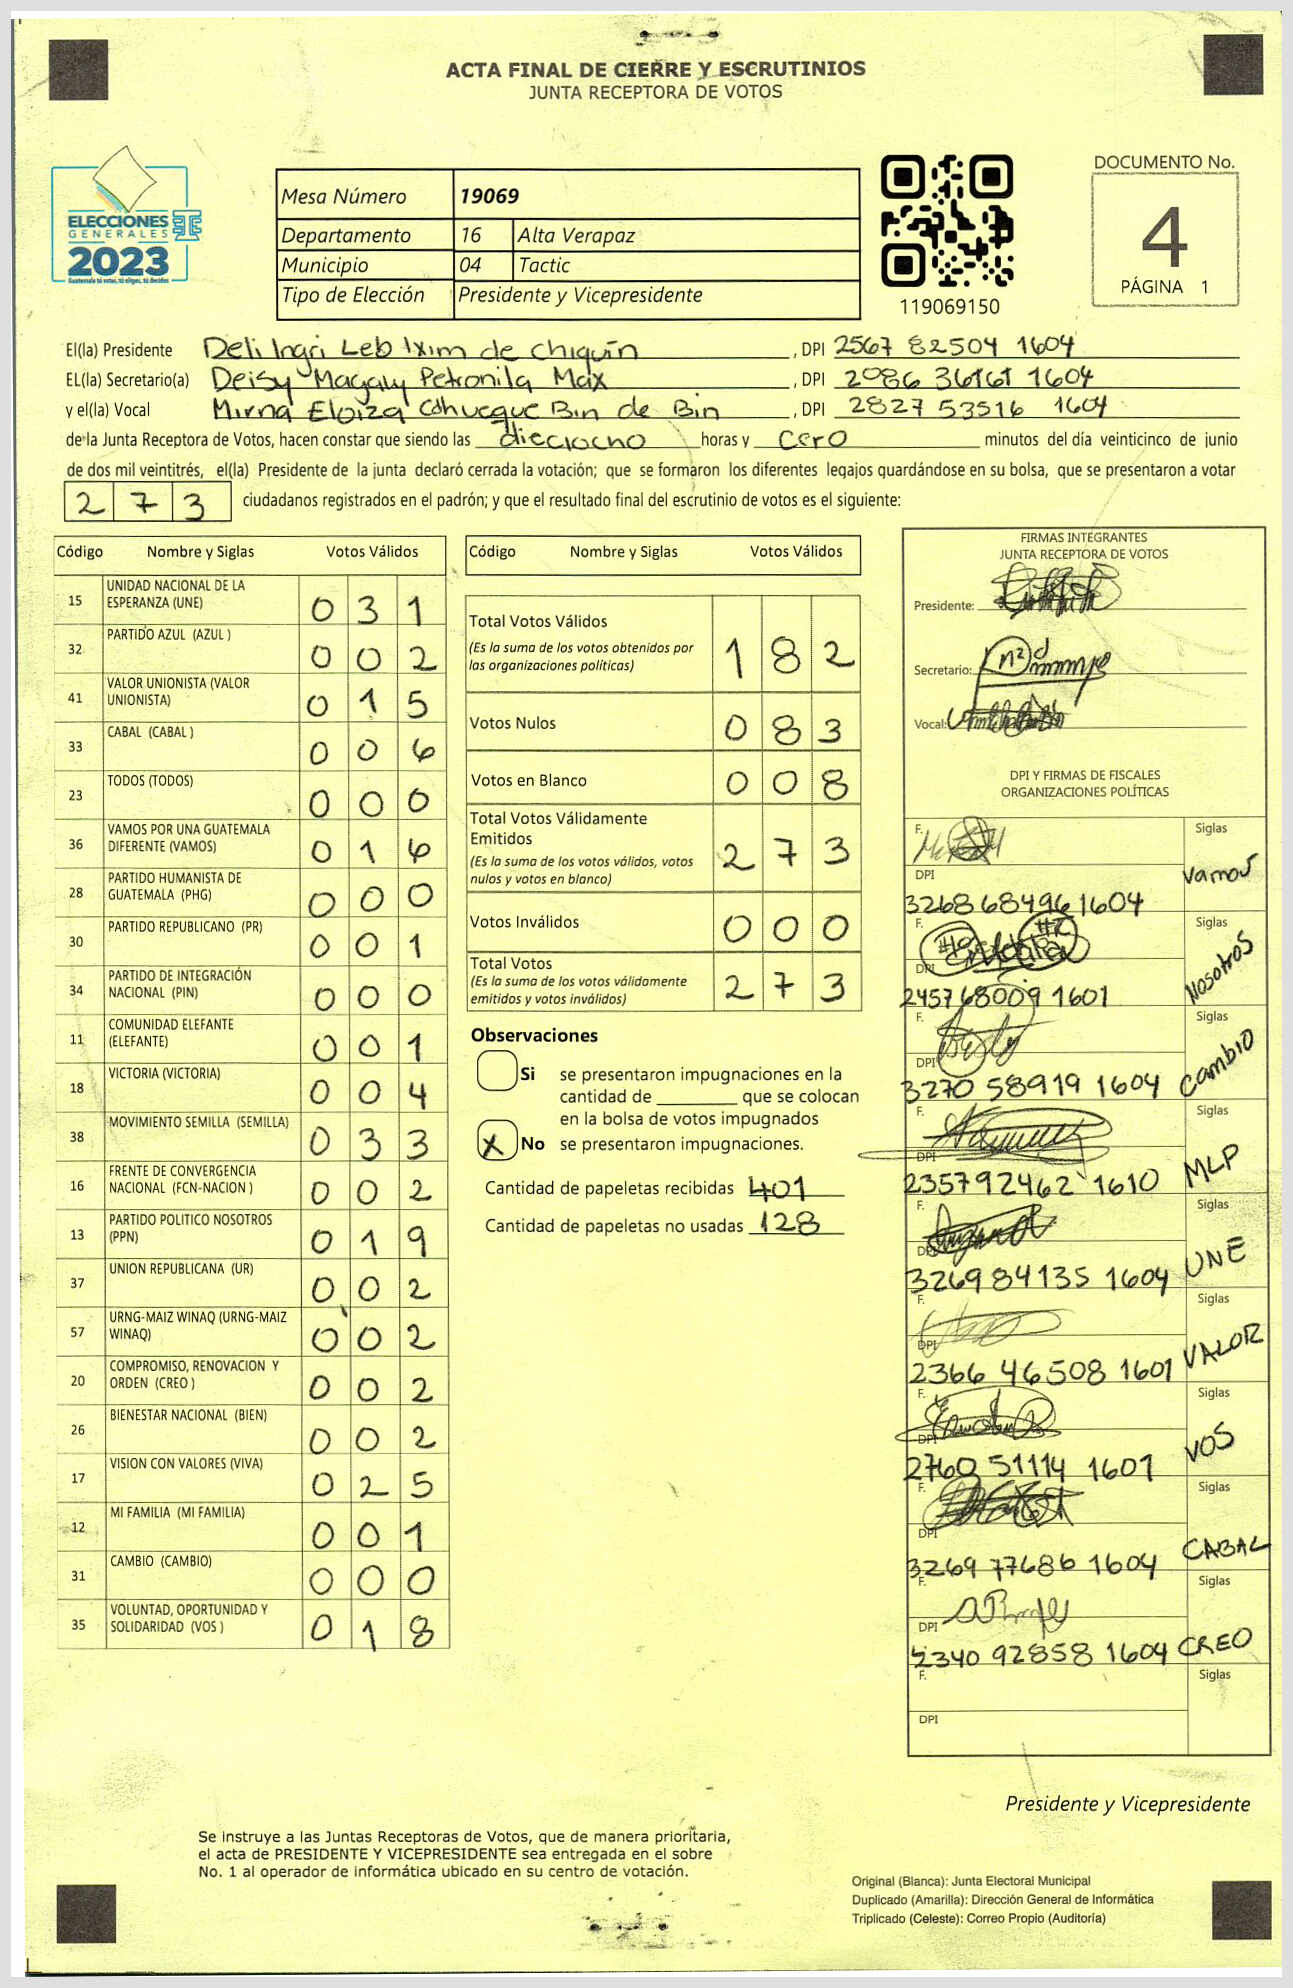 ACTA FINAL DE CIERRE Y ESCRUTINIOS
JUNTA RECEPTORA DE VOTOS
ELECCIONES
GENERALES
2023
Guatemala tú votas, tú eliges, tú decides
Mesa Número 19069
Departamento 16 Alta Verapaz
Municipio 04 Tactic
Tipo de Elección Presidente y Vicepresidente
119069150
DOCUMENTO No.
4
PÁGINA 1
El(la) Presidente Deli Ingri Leb Ixim de Chiquín , DPI 2567 82504 1604
EL(la) Secretario(a) Deisy Magaly Petronila Max , DPI 2086 36161 1604
y el(la) Vocal Mirna Eloiza Cahueque Bin de Bin , DPI 2827 53516 1604
de la Junta Receptora de Votos, hacen constar que siendo las dieciocho horas y cero minutos del día veinticinco de junio
de dos mil veintitrés, el(la) Presidente de la junta declaró cerrada la votación; que se formaron los diferentes legajos quardándose en su bolsa, que se presentaron a votar
2 7 3 ciudadanos registrados en el padrón; y que el resultado final del escrutinio de votos es el siguiente:
Código Nombre y Siglas Votos Válidos
15 UNIDAD NACIONAL DE LA ESPERANZA (UNE) 0 3 1
32 PARTIDO AZUL (AZUL ) 0 0 2
41 VALOR UNIONISTA (VALOR UNIONISTA) 0 1 5
33 CABAL (CABAL ) 0 0 6
23 TODOS (TODOS) 0 0 0
36 VAMOS POR UNA GUATEMALA DIFERENTE (VAMOS) 0 1 6
28 PARTIDO HUMANISTA DE GUATEMALA (PHG) 0 0 0
30 PARTIDO REPUBLICANO (PR) 0 0 1
34 PARTIDO DE INTEGRACIÓN NACIONAL (PIN) 0 0 0
11 COMUNIDAD ELEFANTE (ELEFANTE) 0 0 1
18 VICTORIA (VICTORIA) 0 0 4
38 MOVIMIENTO SEMILLA (SEMILLA) 0 3 3
16 FRENTE DE CONVERGENCIA NACIONAL (FCN-NACION ) 0 0 2
13 PARTIDO POLITICO NOSOTROS (PPN) 0 1 9
37 UNION REPUBLICANA (UR) 0 0 2
57 URNG-MAIZ WINAQ (URNG-MAIZ WINAQ) 0 0 2
20 COMPROMISO, RENOVACION Y ORDEN (CREO ) 0 0 2
26 BIENESTAR NACIONAL (BIEN) 0 0 2
17 VISION CON VALORES (VIVA) 0 2 5
12 MI FAMILIA (MI FAMILIA) 0 0 1
31 CAMBIO (CAMBIO) 0 0 0
35 VOLUNTAD, OPORTUNIDAD Y SOLIDARIDAD (VOS ) 0 1 8
Código Nombre y Siglas Votos Válidos
Total Votos Válidos 1 8 2
(Es la suma de los votos obtenidos por
las organizaciones políticas)
Votos Nulos 0 8 3
Votos en Blanco 0 0 8
Total Votos Válidamente
Emitidos 2 7 3
(Es la suma de los votos válidos, votos
nulos y votos en blanco)
Votos Inválidos 0 0 0
Total Votos 2 7 3
(Es la suma de los votos válidamente
emitidos y votos inválidos)
Observaciones
Si se presentaron impugnaciones en la
cantidad de ________ que se colocan
en la bolsa de votos impugnados
X No se presentaron impugnaciones.
Cantidad de papeletas recibidas 401
Cantidad de papeletas no usadas 128
FIRMAS INTEGRANTES
JUNTA RECEPTORA DE VOTOS
Presidente:
Secretario:
Vocal:
DPI Y FIRMAS DE FISCALES
ORGANIZACIONES POLÍTICAS
F. Siglas
DPI 3268 68496 1604 Vamos
F. Siglas
DPI 2457 68009 1601 Nosotros
F. Siglas
DPI 3270 58919 1604 Cambio
F. Siglas
DPI 2357 92462 1610 MLP
F. Siglas
DPI 3269 84135 1604 UNE
F. Siglas
DPI 2366 46508 1601 VALOR
F. Siglas
DPI 2760 51114 1601 VOS
F. Siglas
DPI 3269 77686 1604 CABAL
F. Siglas
DPI 2340 92858 1604 CREO
F. Siglas
DPI
Presidente y Vicepresidente
Se instruye a las Juntas Receptoras de Votos, que de manera prioritaria,
el acta de PRESIDENTE Y VICEPRESIDENTE sea entregada en el sobre
No. 1 al operador de informática ubicado en su centro de votación.
Original (Blanca): Junta Electoral Municipal
Duplicado (Amarilla): Dirección General de Informática
Triplicado (Celeste): Correo Propio (Auditoría)